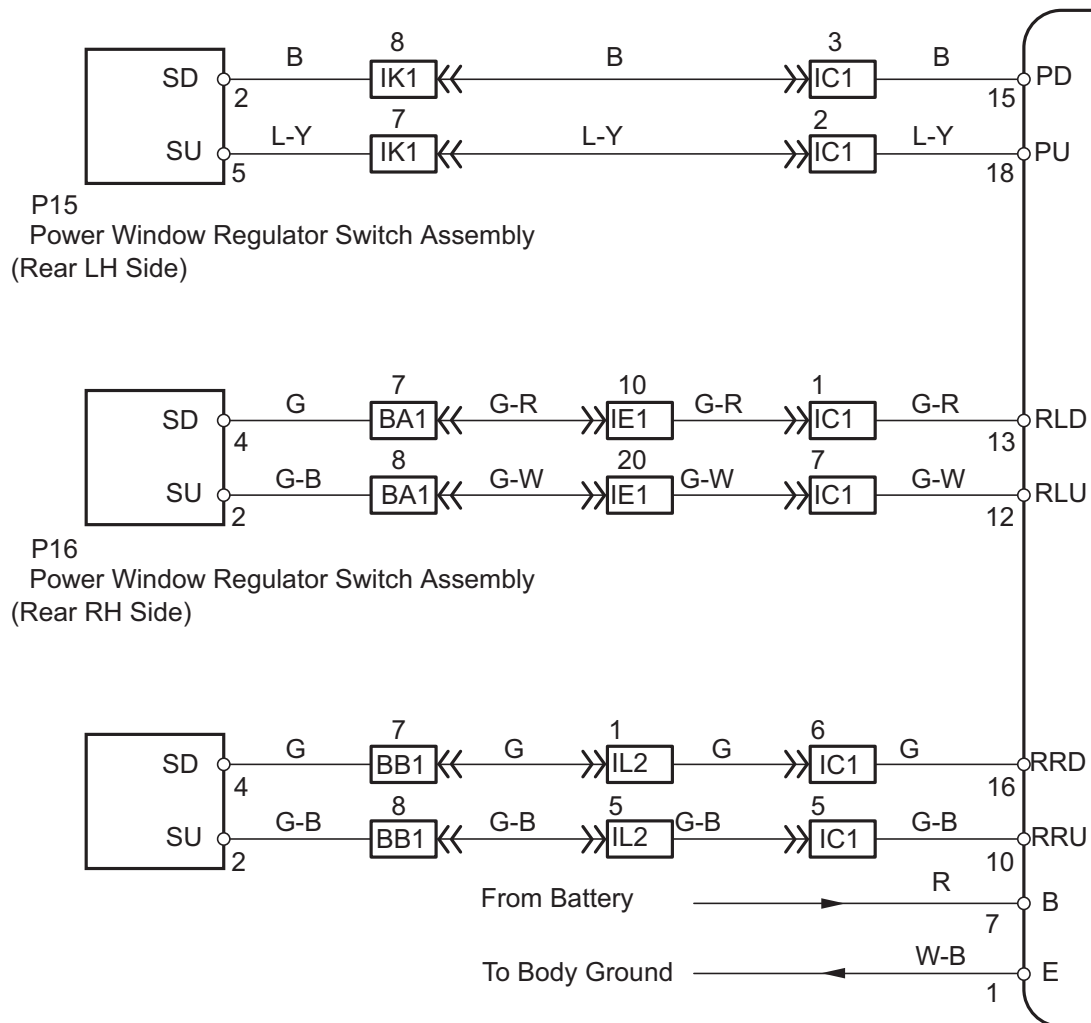 8 3
B B B
SD IK1 IC1 PD
2 15
7 2
L-Y L-Y L-Y
SU IK1 IC1 PU
5 18
P15
Power Window Regulator Switch Assembly
(Rear LH Side)
7 10 1
G G-R G-R G-R
SD BA1 IE1 IC1 RLD
4 13
8 20 7
G-B G-W G-W G-W
SU BA1 IE1 IC1 RLU
2 12
P16
Power Window Regulator Switch Assembly
(Rear RH Side)
7 1 6
G G G G
SD BB1 IL2 IC1 RRD
4 16
8 5 5
G-B G-B G-B G-B
SU BB1 IL2 IC1 RRU
2 10
From Battery R B
7
To Body Ground W-B E
1